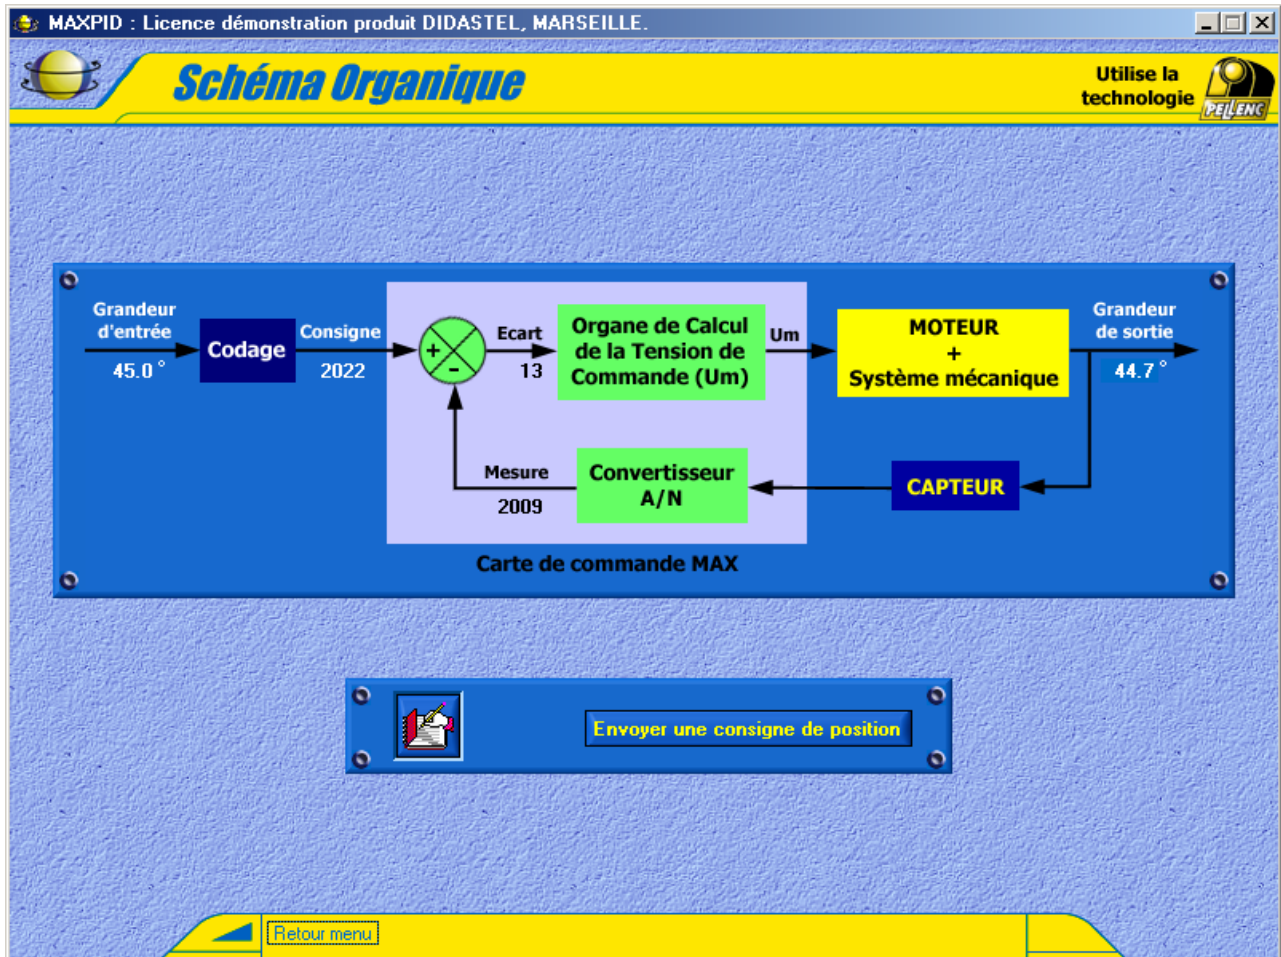 MAXPID : Licence démonstration produit DIDASTEL, MARSEILLE.
Schéma Organique
Utilise la
technologie
PELLENC
Grandeur
d'entrée
45.0 °
Codage
Consigne
2022
+
-
Ecart
13
Organe de Calcul
de la Tension de
Commande (Um)
Um
MOTEUR
+
Système mécanique
Grandeur
de sortie
44.7 °
Mesure
2009
Convertisseur
A/N
CAPTEUR
Carte de commande MAX
Envoyer une consigne de position
Retour menu